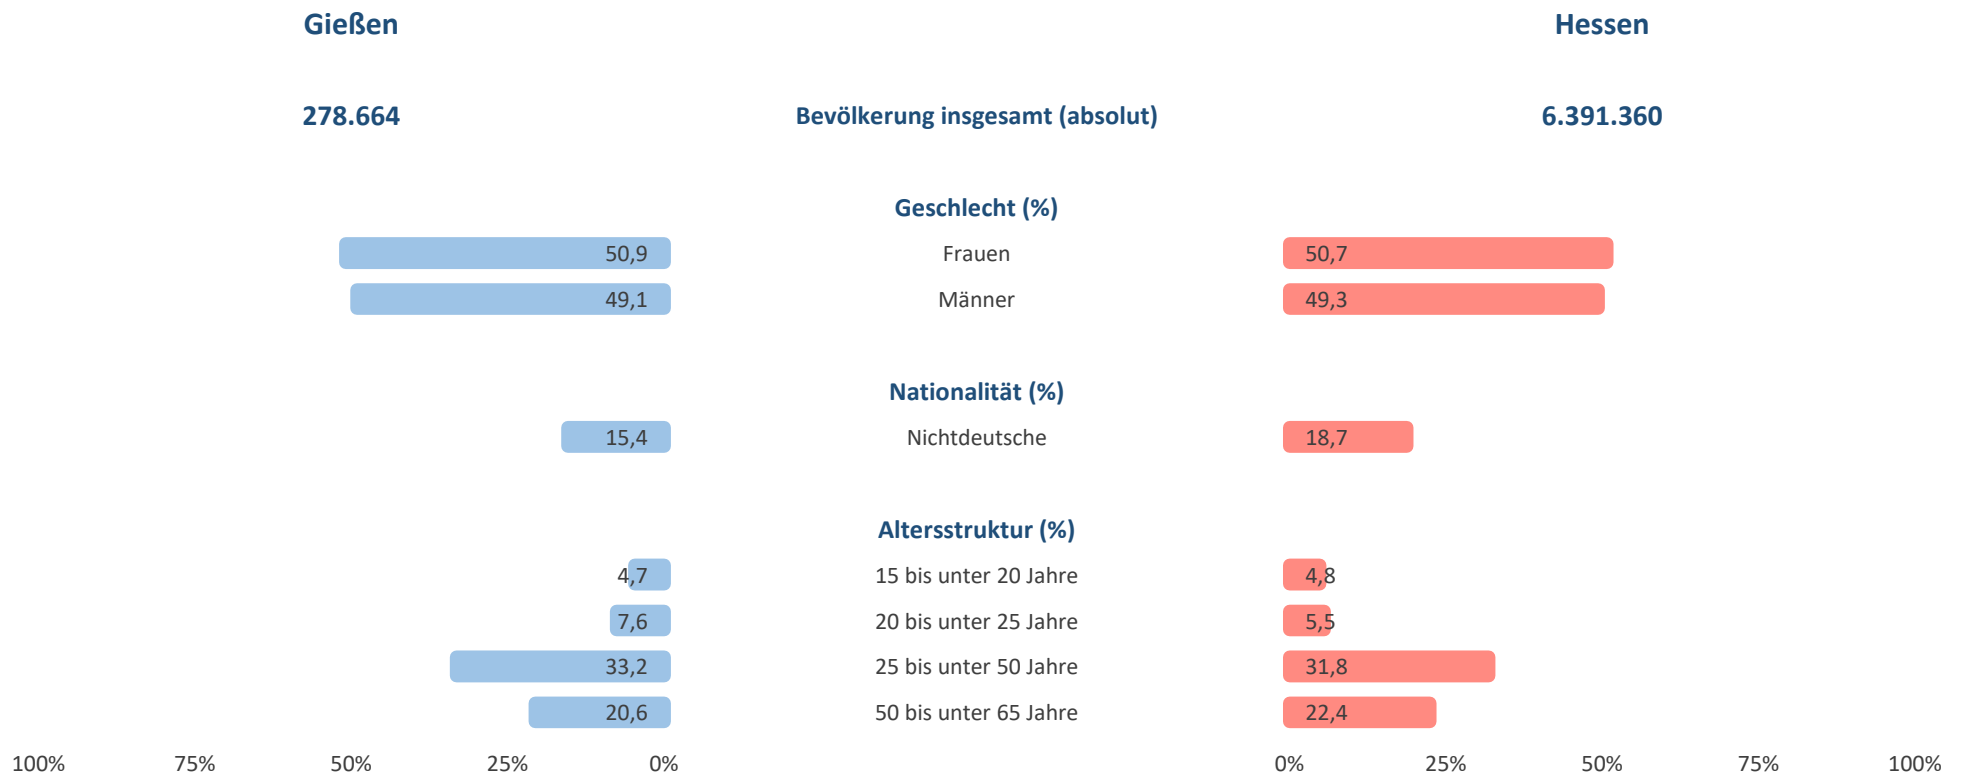 Gießen Hessen
278.664 Bevölkerung insgesamt (absolut) 6.391.360
Geschlecht (%)
50,9 Frauen 50,7
49,1 Männer 49,3
Nationalität (%)
15,4 Nichtdeutsche 18,7
Altersstruktur (%)
4,7 15 bis unter 20 Jahre 4,8
7,6 20 bis unter 25 Jahre 5,5
33,2 25 bis unter 50 Jahre 31,8
20,6 50 bis unter 65 Jahre 22,4
100% 75% 50% 25% 0% 0% 25% 50% 75% 100%